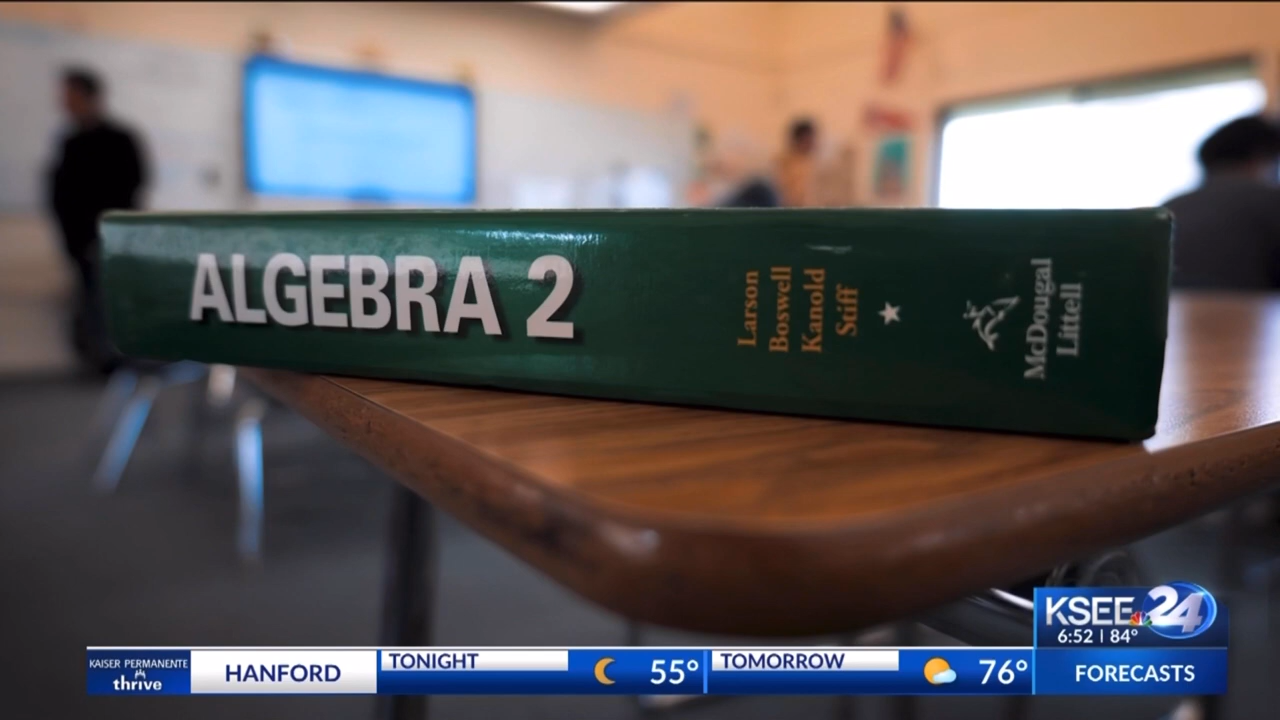 ALGEBRA 2
Larson
Boswell
Kanold
Stiff
McDougal
Littell
KSEE 24
6:52 | 84°
KAISER PERMANENTE
thrive
HANFORD
TONIGHT
55°
TOMORROW
76°
FORECASTS